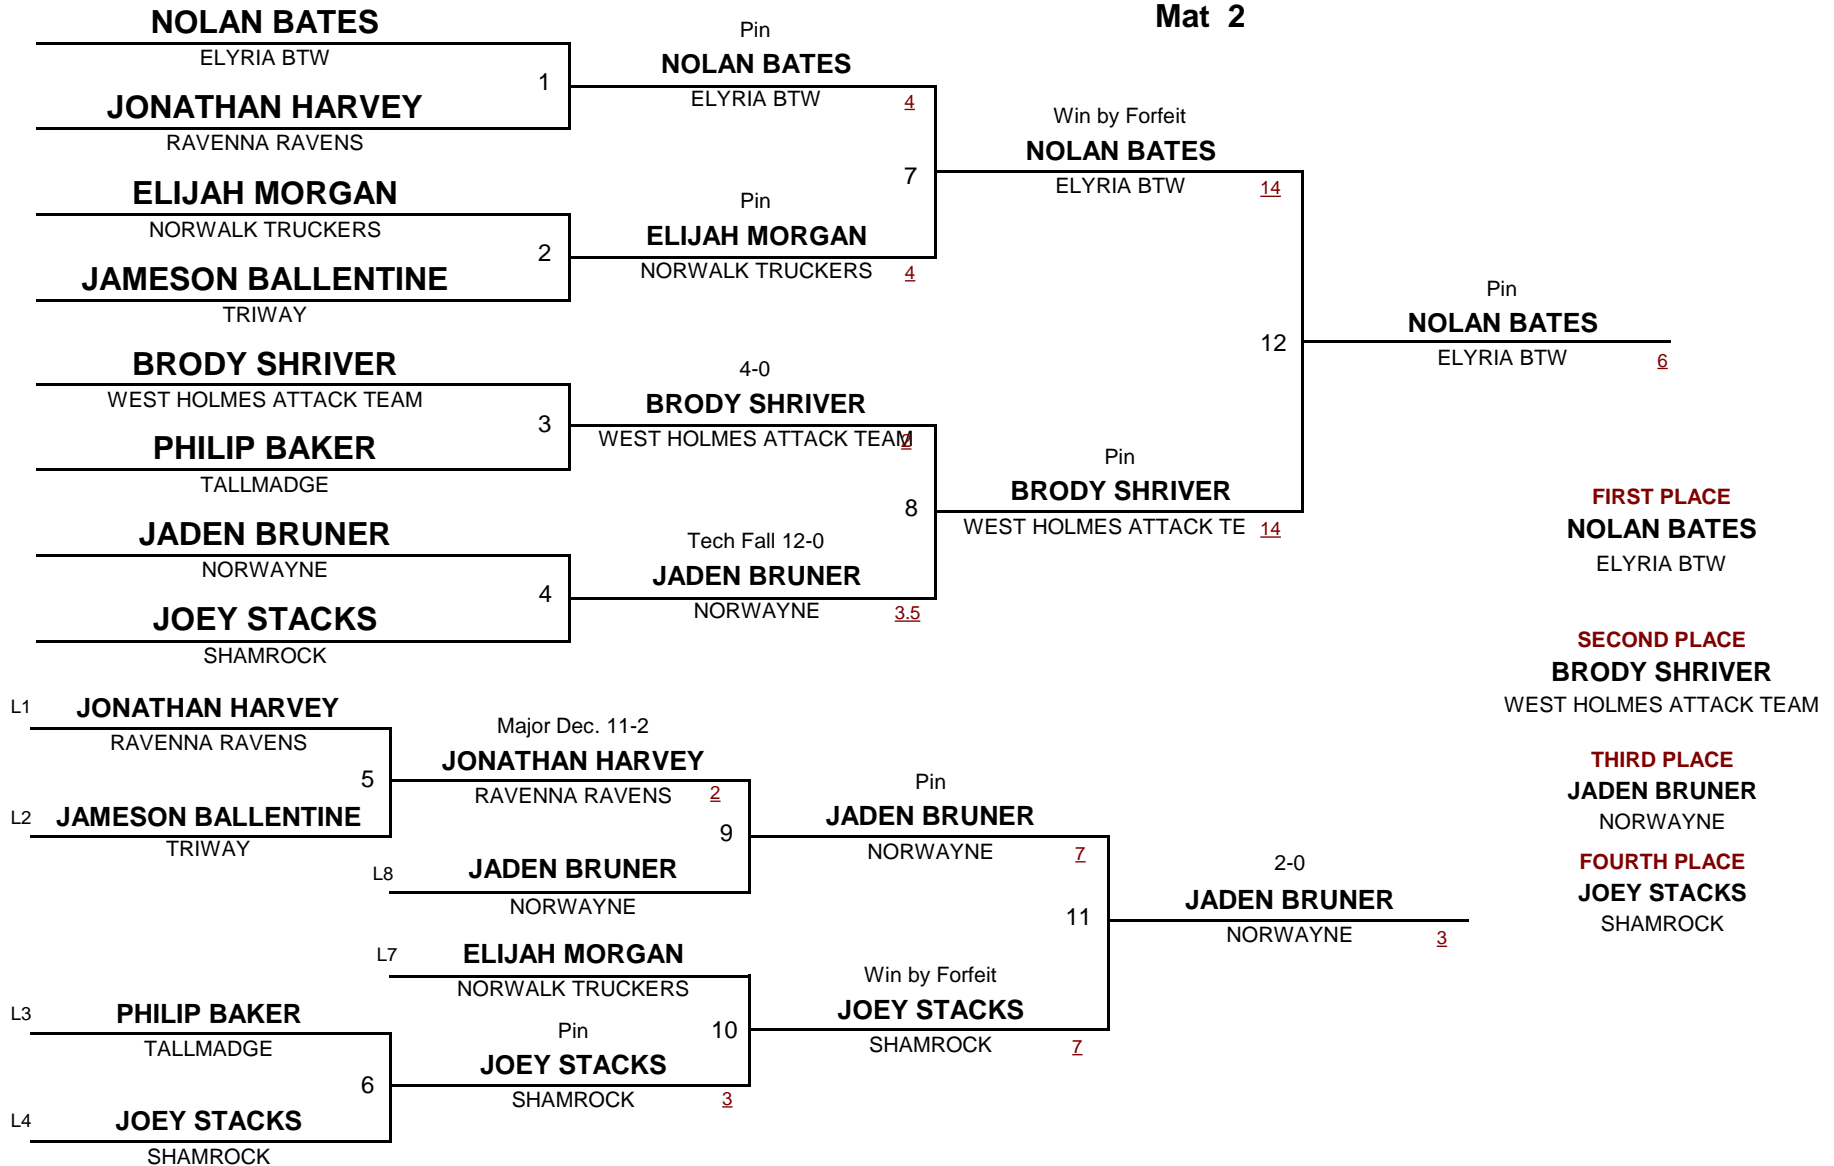 Mat 2
NOLAN BATES
ELYRIA BTW
1
JONATHAN HARVEY
RAVENNA RAVENS
ELIJAH MORGAN
NORWALK TRUCKERS
2
JAMESON BALLENTINE
TRIWAY
BRODY SHRIVER
WEST HOLMES ATTACK TEAM
3
PHILIP BAKER
TALLMADGE
JADEN BRUNER
NORWAYNE
4
JOEY STACKS
SHAMROCK
Pin
NOLAN BATES
ELYRIA BTW 4
7
Pin
ELIJAH MORGAN
NORWALK TRUCKERS 4
4-0
BRODY SHRIVER
WEST HOLMES ATTACK TEAM 2
8
Tech Fall 12-0
JADEN BRUNER
NORWAYNE 3.5
Win by Forfeit
NOLAN BATES
ELYRIA BTW 14
12
Pin
BRODY SHRIVER
WEST HOLMES ATTACK TE 14
Pin
NOLAN BATES
ELYRIA BTW 6
L1 JONATHAN HARVEY
RAVENNA RAVENS
5
L2 JAMESON BALLENTINE
TRIWAY
L3 PHILIP BAKER
TALLMADGE
6
L4 JOEY STACKS
SHAMROCK
Major Dec. 11-2
JONATHAN HARVEY
RAVENNA RAVENS 2
9
L8 JADEN BRUNER
NORWAYNE
L7 ELIJAH MORGAN
NORWALK TRUCKERS
10
Pin
JOEY STACKS
SHAMROCK 3
Pin
JADEN BRUNER
NORWAYNE 7
11
Win by Forfeit
JOEY STACKS
SHAMROCK 7
2-0
JADEN BRUNER
NORWAYNE 3
FIRST PLACE
NOLAN BATES
ELYRIA BTW
SECOND PLACE
BRODY SHRIVER
WEST HOLMES ATTACK TEAM
THIRD PLACE
JADEN BRUNER
NORWAYNE
FOURTH PLACE
JOEY STACKS
SHAMROCK